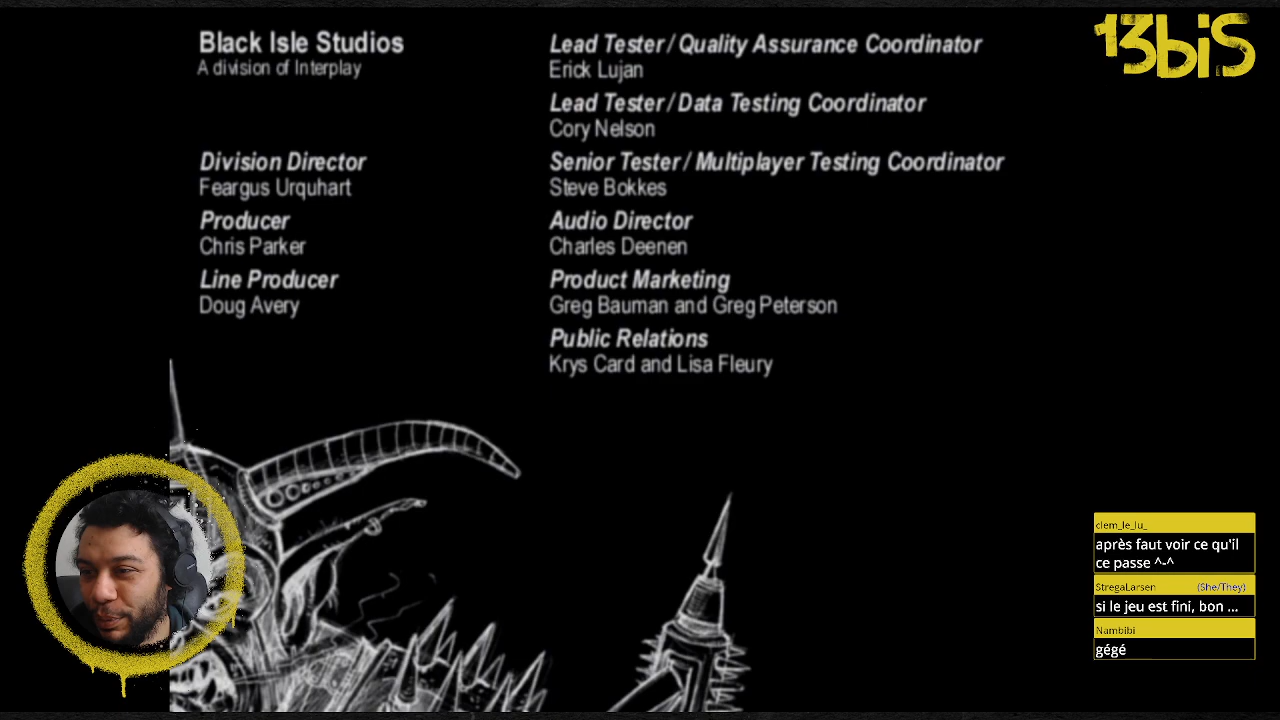 Black Isle Studios
A division of Interplay
Division Director
Feargus Urquhart
Producer
Chris Parker
Line Producer
Doug Avery
Lead Tester / Quality Assurance Coordinator
Erick Lujan
Lead Tester / Data Testing Coordinator
Cory Nelson
Senior Tester / Multiplayer Testing Coordinator
Steve Bokkes
Audio Director
Charles Deenen
Product Marketing
Greg Bauman and Greg Peterson
Public Relations
Krys Card and Lisa Fleury
13biS
clem_le_lu_
après faut voir ce qu'il
ce passe ^-^
StregaLarsen (She/They)
si le jeu est fini, bon ...
Nambibi
gégé